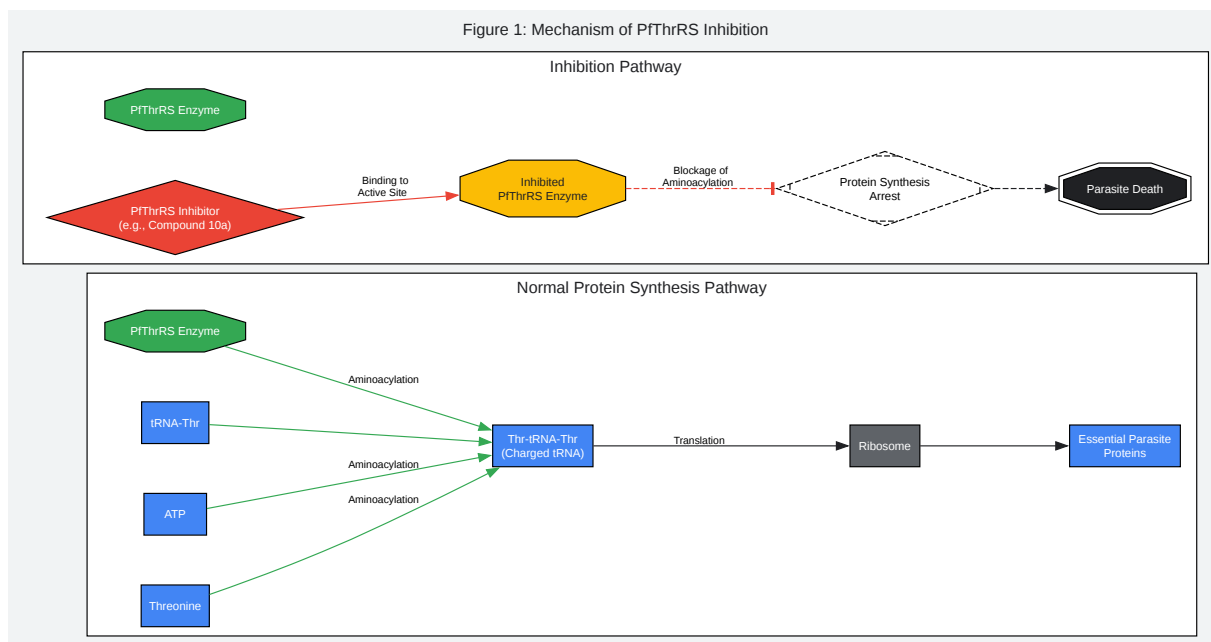 Figure 1: Mechanism of PfThrRS Inhibition
Inhibition Pathway
PfThrRS Enzyme
PfThrRS Inhibitor
(e.g., Compound 10a)
Binding to
Active Site
Inhibited
PfThrRS Enzyme
Blockage of
Aminoacylation
Protein Synthesis
Arrest
Parasite Death
Normal Protein Synthesis Pathway
PfThrRS Enzyme
Aminoacylation
tRNA-Thr
Thr-tRNA-Thr
(Charged tRNA)
Translation
Ribosome
Essential Parasite
Proteins
Aminoacylation
ATP
Aminoacylation
Threonine